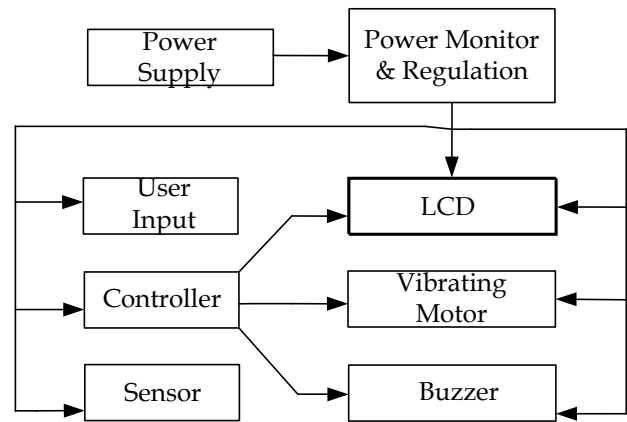 Power
Supply
Power Monitor
& Regulation
User
Input
LCD
Controller
Vibrating
Motor
Sensor
Buzzer